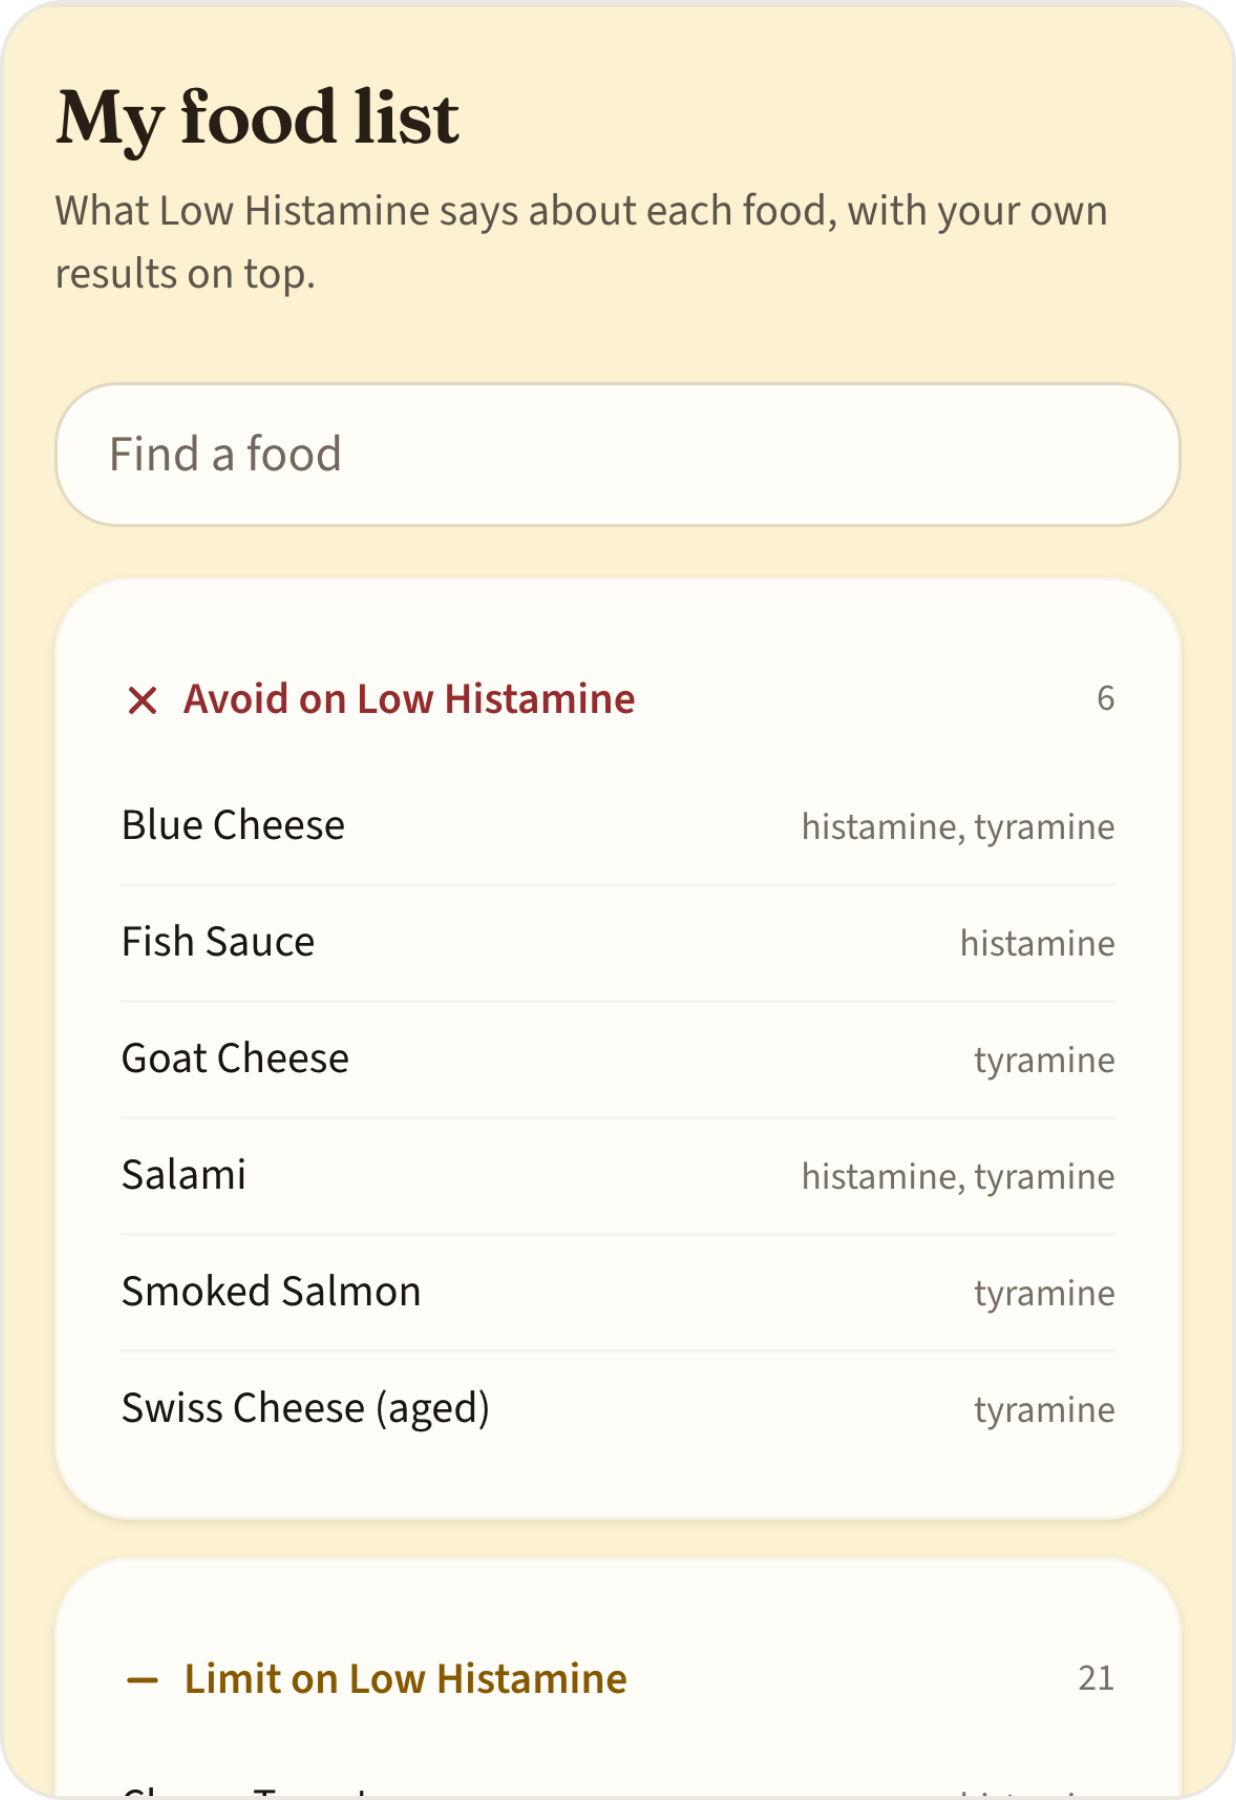 My food list
What Low Histamine says about each food, with your own
results on top.
Find a food
Avoid on Low Histamine 6
Blue Cheese histamine, tyramine
Fish Sauce histamine
Goat Cheese tyramine
Salami histamine, tyramine
Smoked Salmon tyramine
Swiss Cheese (aged) tyramine
Limit on Low Histamine 21